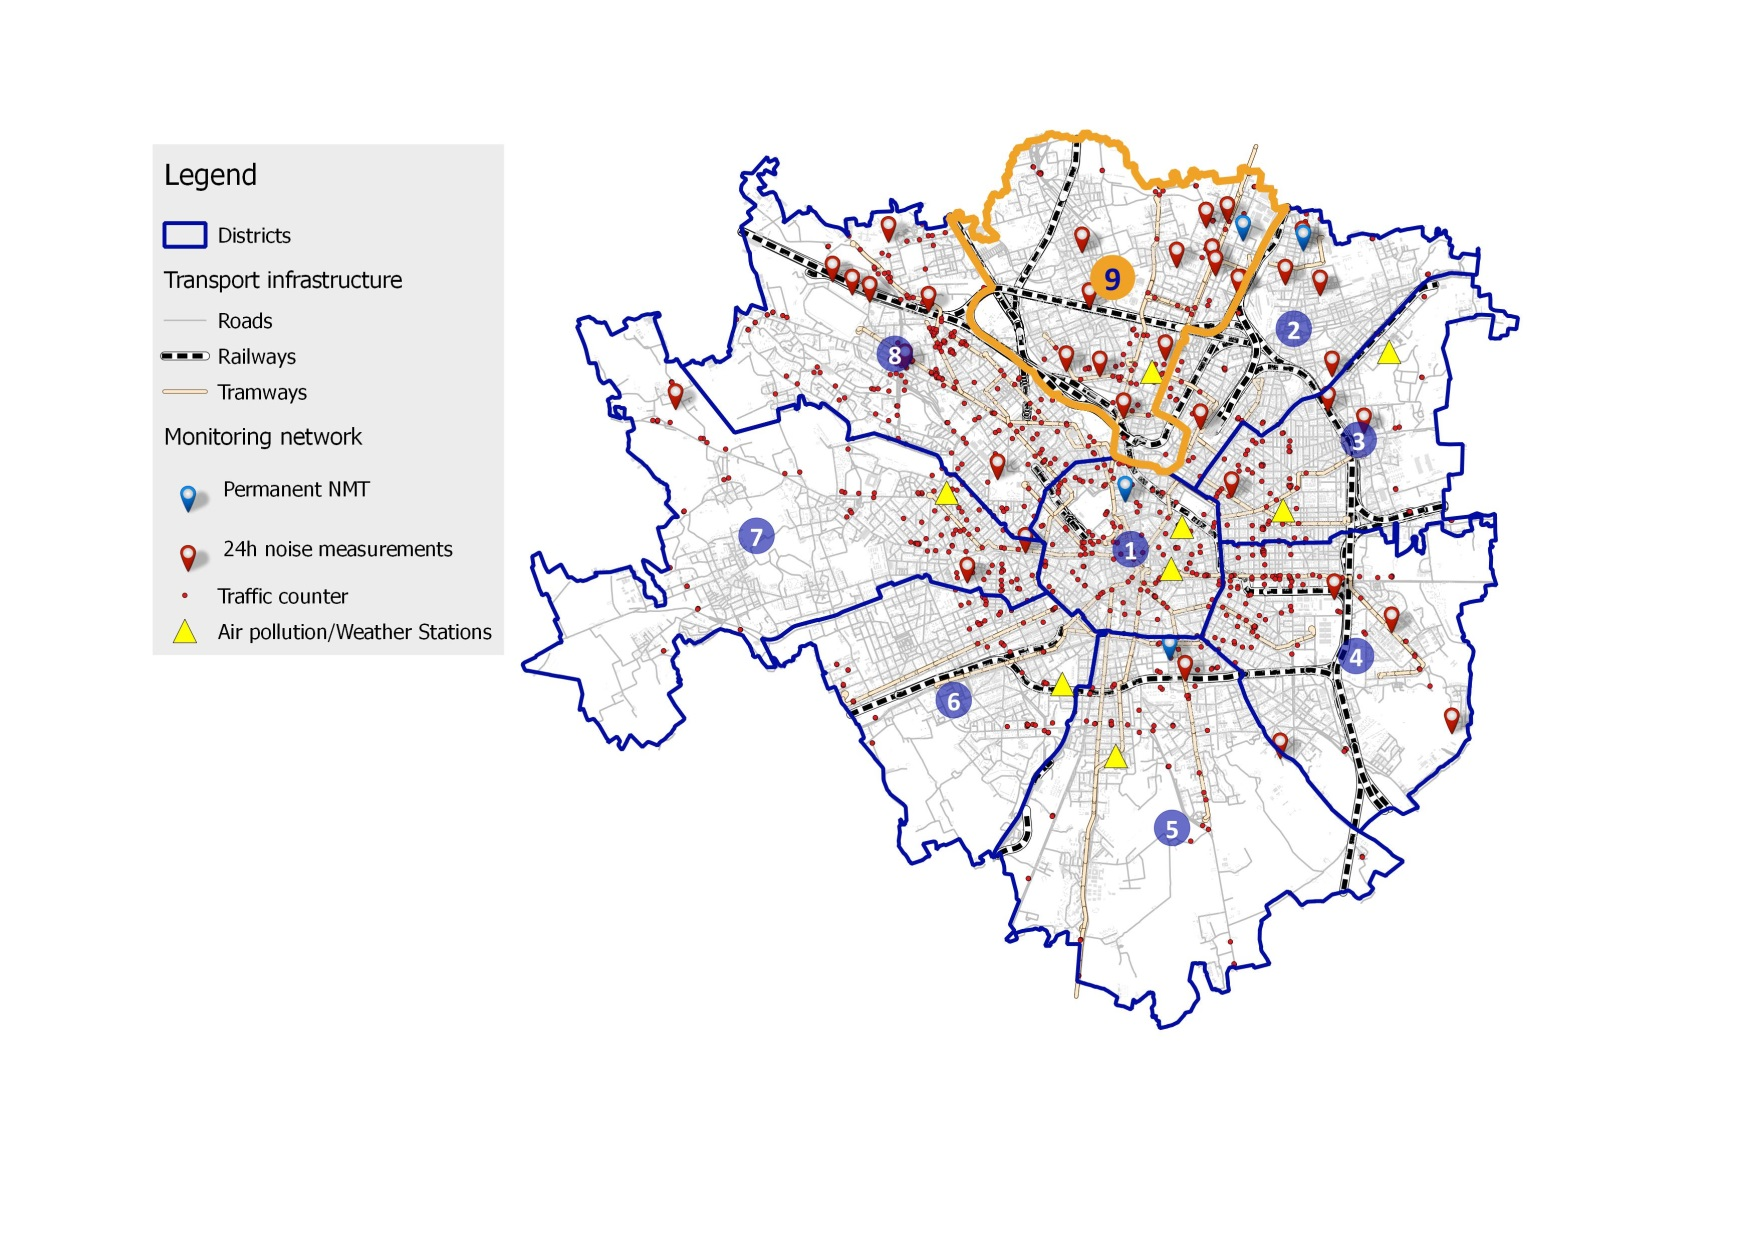 Legend
Districts
Transport infrastructure
Roads
Railways
Tramways
Monitoring network
Permanent NMT
24h noise measurements
Traffic counter
Air pollution/Weather Stations
9
2
8
3
7
1
4
6
5